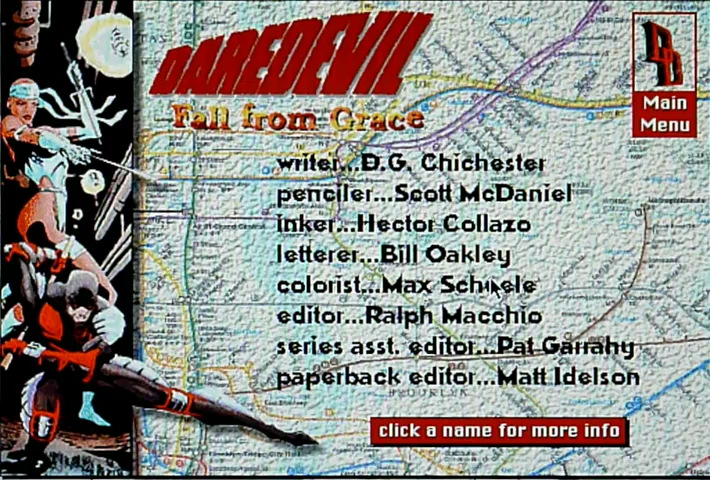 DAREDEVIL
Fall from Grace
Main
Menu
writer...D.G. Chichester
penciler...Scott McDaniel
inker...Hector Collazo
letterer...Bill Oakley
colorist...Max Scheele
editor...Ralph Macchio
series asst. editor...Pat Garrahy
paperback editor...Matt Idelson
BROOKLYN
click a name for more info